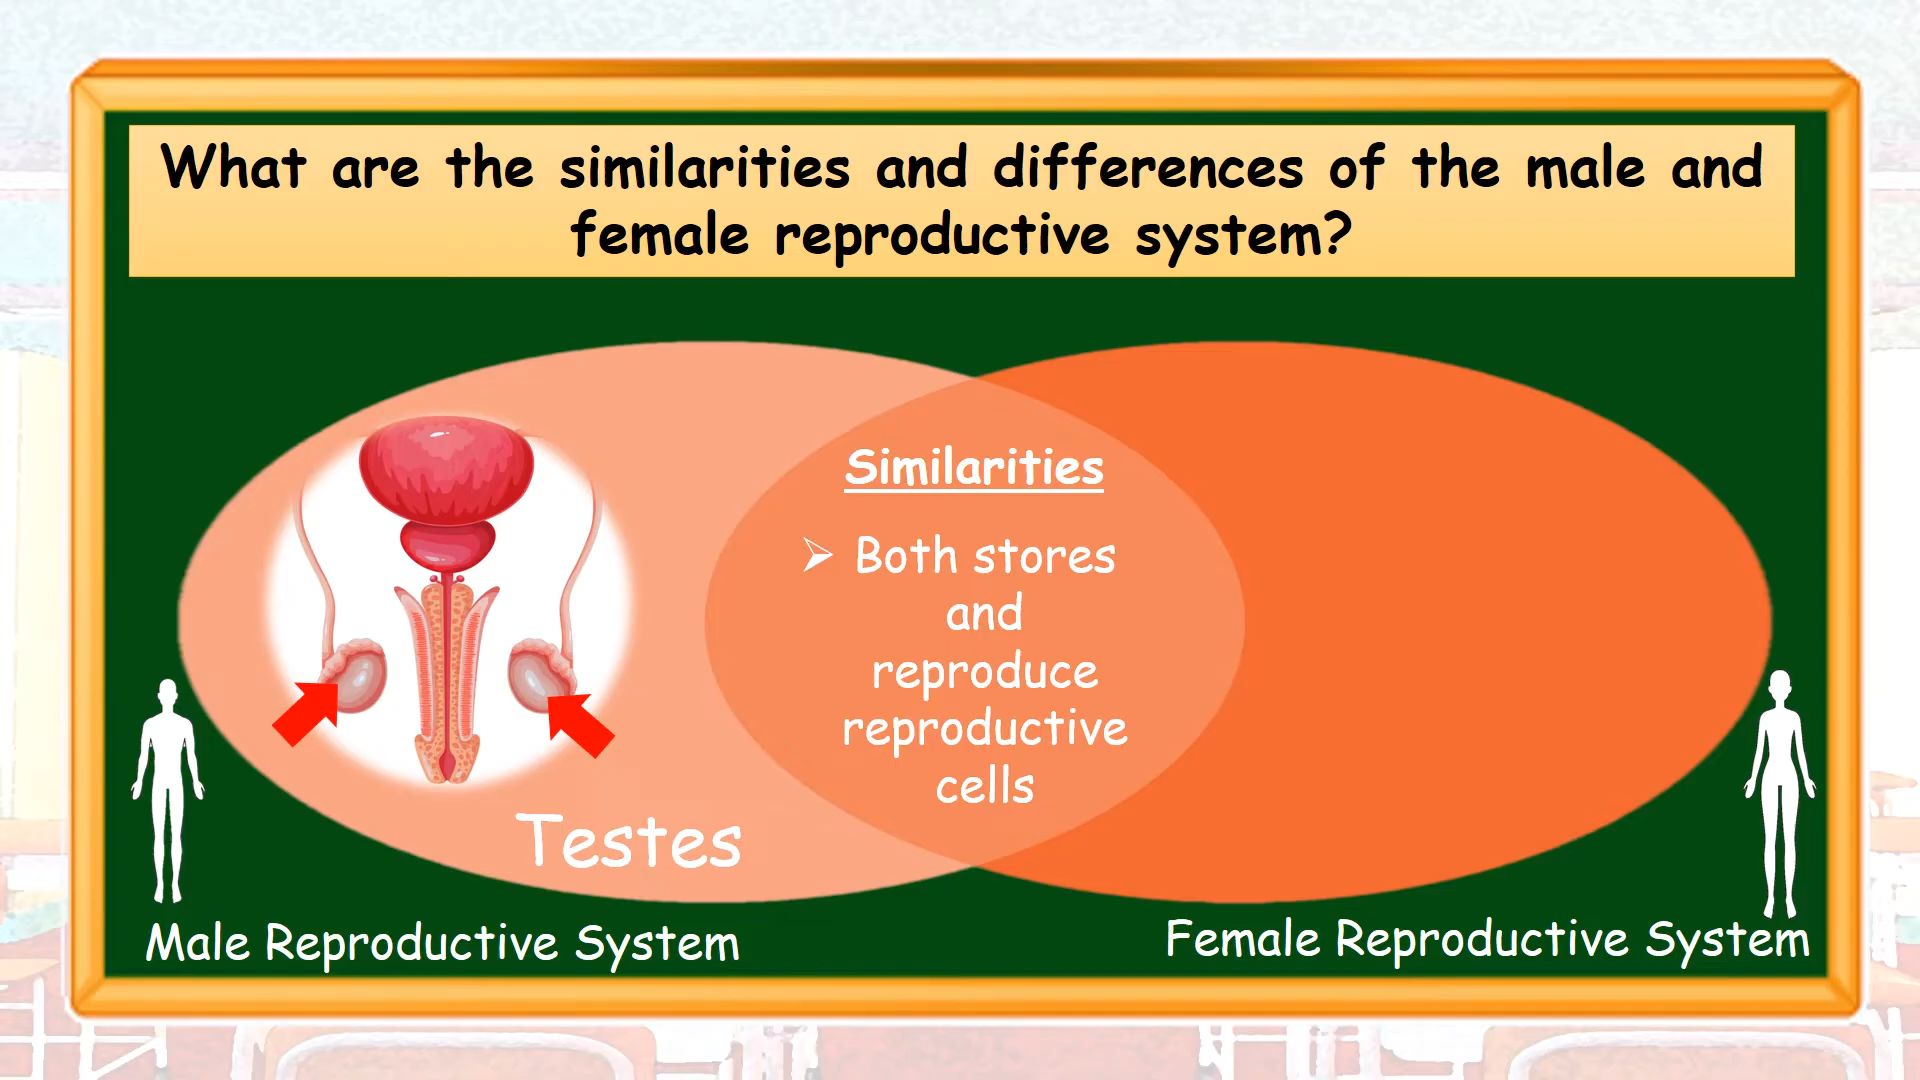 What are the similarities and differences of the male and
female reproductive system?
Similarities
➢ Both stores
and
reproduce
reproductive
cells
Testes
Male Reproductive System
Female Reproductive System